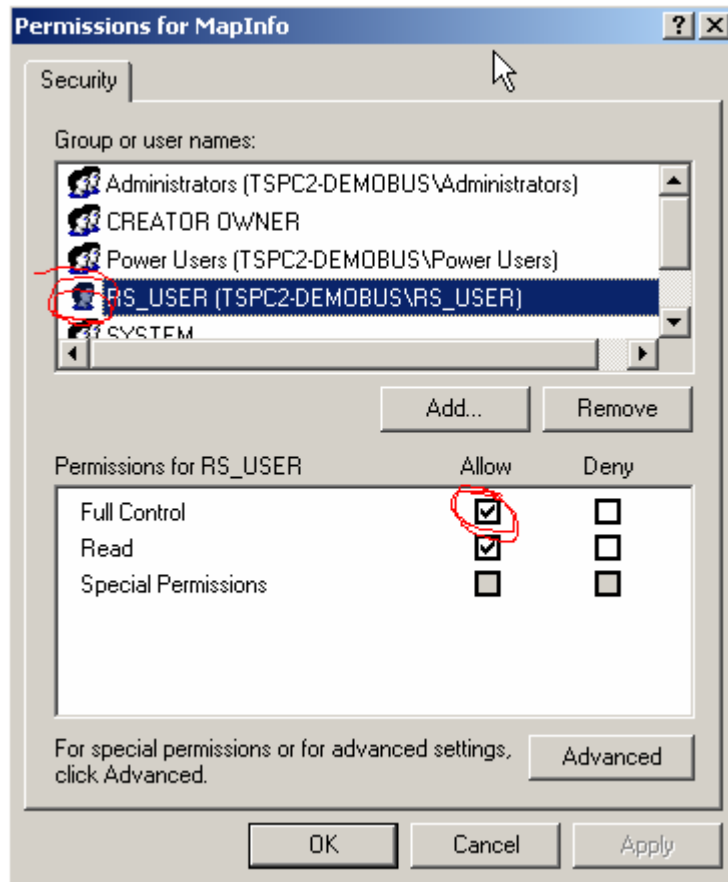 Permissions for MapInfo
Security
Group or user names:
Administrators (TSPC2-DEMOBUS\Administrators)
CREATOR OWNER
Power Users (TSPC2-DEMOBUS\Power Users)
RS_USER (TSPC2-DEMOBUS\RS_USER)
SYSTEM
Add... Remove
Permissions for RS_USER Allow Deny
Full Control
Read
Special Permissions
For special permissions or for advanced settings,
click Advanced.
Advanced
OK Cancel Apply